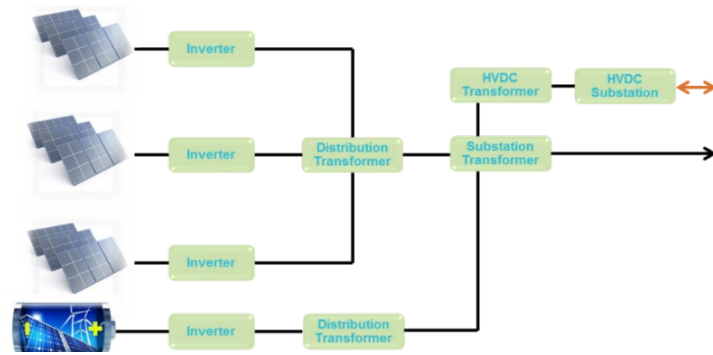 Inverter
HVDC
Transformer
HVDC
Substation
Inverter
Distribution
Transformer
Substation
Transformer
Inverter
Inverter
Distribution
Transformer